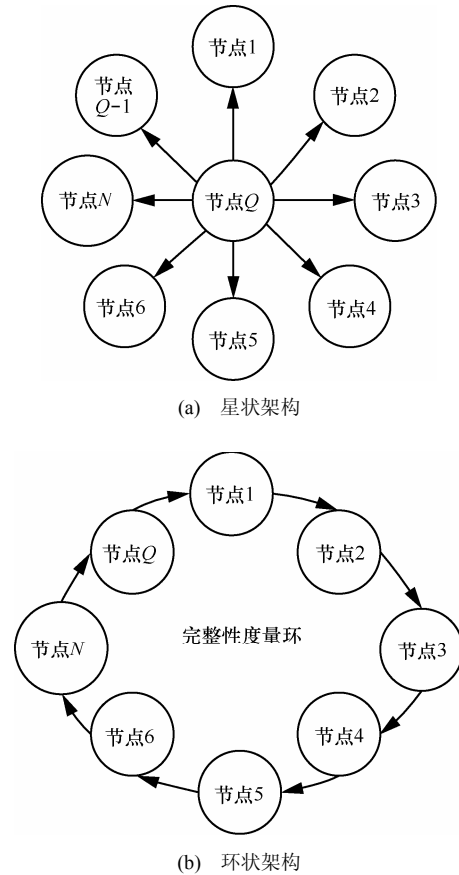 节点1
节点
Q−1
节点2
节点N
节点Q
节点3
节点6
节点5
节点4
(a) 星状架构
节点1
节点Q
节点2
节点N
完整性度量环
节点3
节点6
节点4
节点5
(b) 环状架构